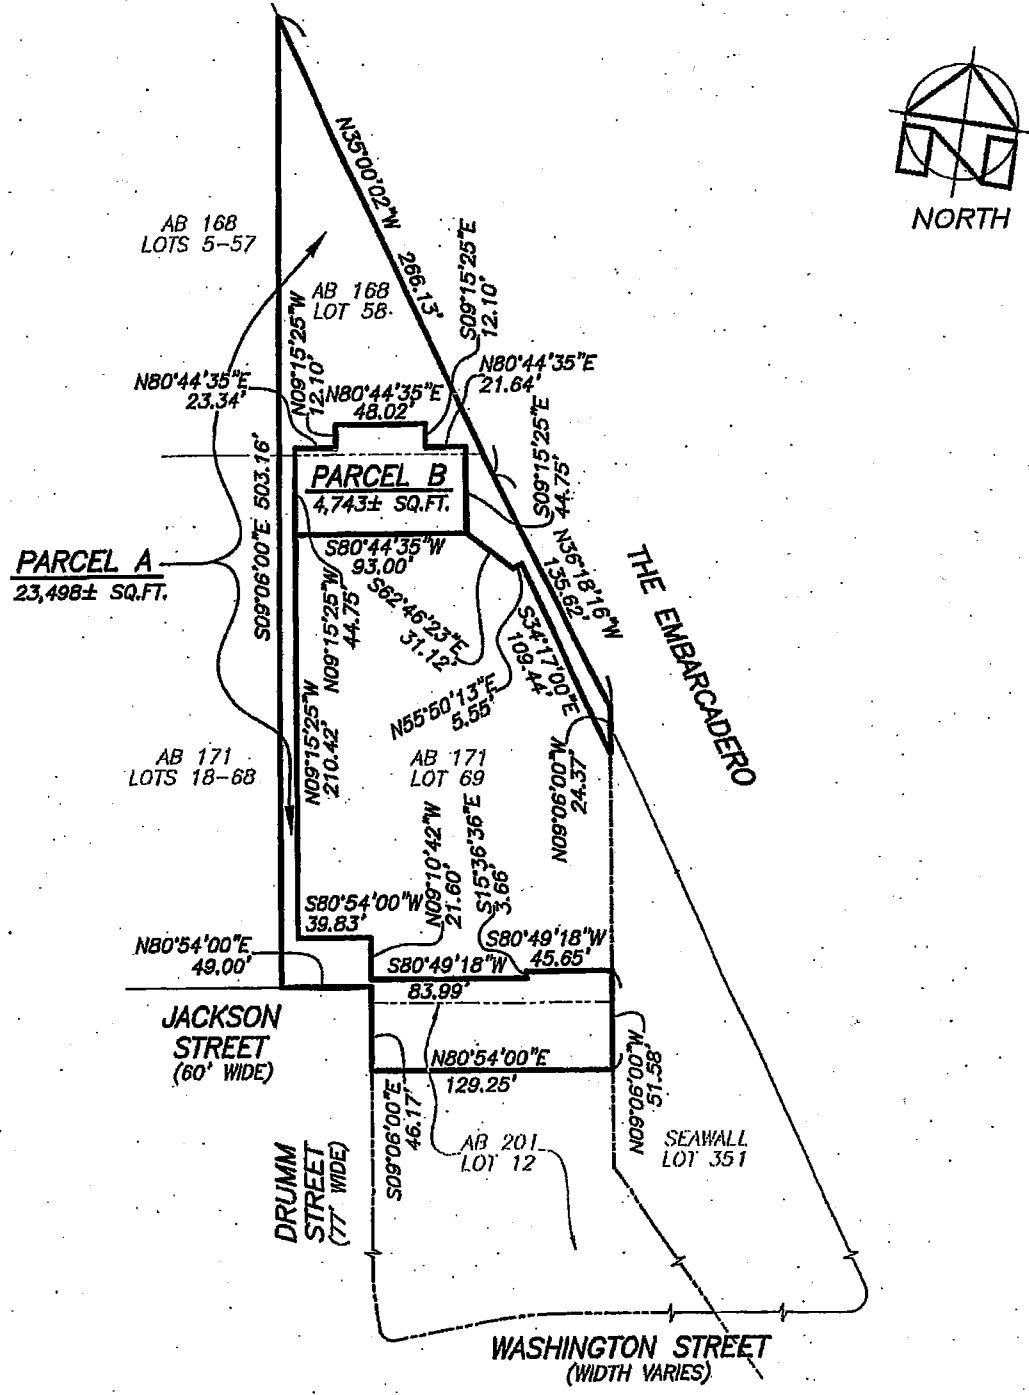 NORTH
N35°00'02"W
266.13'
AB 168
LOTS 5-57
AB 168
LOT 58
S09°15'25"E
12.10'
N09°15'25"W
12.10'
N80°44'35"E
23.34'
N80°44'35"E
48.02'
N80°44'35"E
21.64'
S09°15'25"E
44.75'
PARCEL B
4,743± SQ.FT.
S09°06'00"E 503.16'
PARCEL A
23,498± SQ.FT.
S80°44'35"W
93.00'
N09°15'25"W
44.75'
S62°46'23"E
31.12'
N36°18'16"W
135.62'
THE EMBARCADERO
S34°17'00"E
109.44'
N55°50'13"E
5.55'
N09°15'25"W
210.42'
AB 171
LOTS 18-68
AB 171
LOT 69
N09°06'00"W
24.37'
N09°10'42"W
21.60'
S15°36'36"E
3.66'
S80°54'00"W
39.83'
N80°54'00"E
49.00'
S80°49'18"W
83.99'
S80°49'18"W
45.65'
JACKSON
STREET
(60' WIDE)
N80°54'00"E
129.25'
S09°06'00"E
46.17'
N09°06'00"W
51.58'
DRUMM
STREET
(77' WIDE)
AB 201
LOT 12
SEAWALL
LOT 351
WASHINGTON STREET
(WIDTH VARIES)